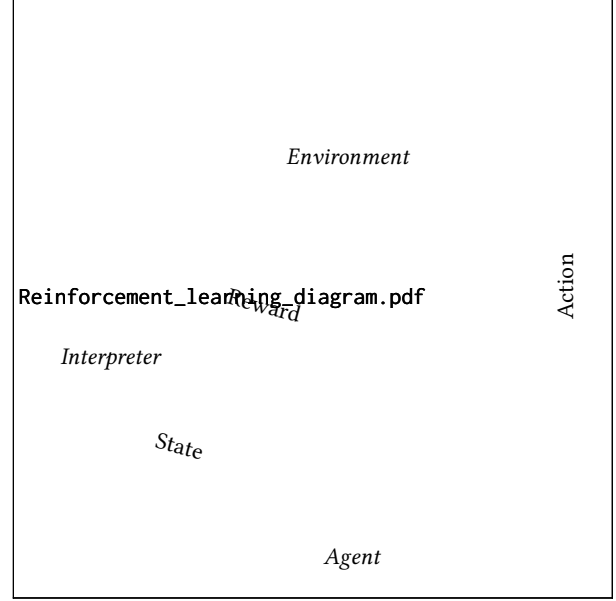 Environment
Action
Reinforcement_learning_diagram.pdf
Reward
Interpreter
State
Agent